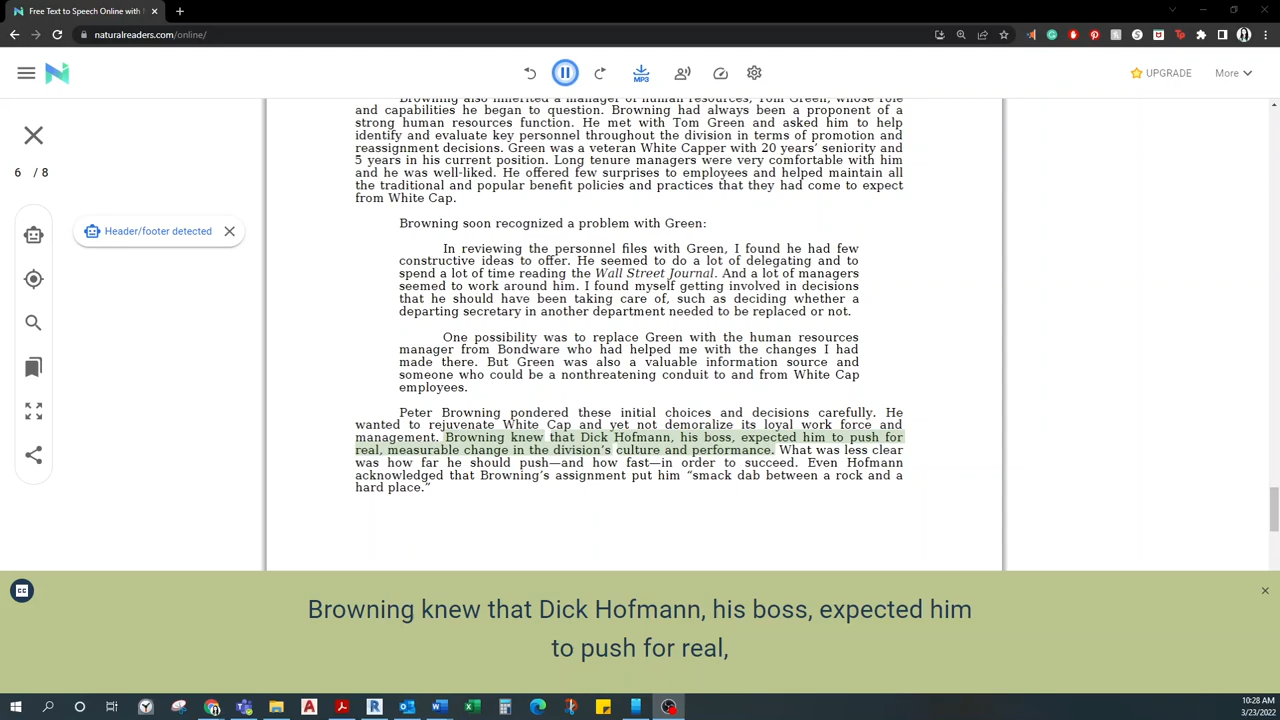 Free Text to Speech Online with
naturalreaders.com/online/
MP3
UPGRADE
More
6 / 8
Header/footer detected
Browning also inherited a manager of human resources, Tom Green, whose role
and capabilities he began to question. Browning had always been a proponent of a
strong human resources function. He met with Tom Green and asked him to help
identify and evaluate key personnel throughout the division in terms of promotion and
reassignment decisions. Green was a veteran White Capper with 20 years’ seniority and
5 years in his current position. Long tenure managers were very comfortable with him
and he was well-liked. He offered few surprises to employees and helped maintain all
the traditional and popular benefit policies and practices that they had come to expect
from White Cap.
Browning soon recognized a problem with Green:
In reviewing the personnel files with Green, I found he had few
constructive ideas to offer. He seemed to do a lot of delegating and to
spend a lot of time reading the Wall Street Journal. And a lot of managers
seemed to work around him. I found myself getting involved in decisions
that he should have been taking care of, such as deciding whether a
departing secretary in another department needed to be replaced or not.
One possibility was to replace Green with the human resources
manager from Bondware who had helped me with the changes I had
made there. But Green was also a valuable information source and
someone who could be a nonthreatening conduit to and from White Cap
employees.
Peter Browning pondered these initial choices and decisions carefully. He
wanted to rejuvenate White Cap and yet not demoralize its loyal work force and
management. Browning knew that Dick Hofmann, his boss, expected him to push for
real, measurable change in the division’s culture and performance. What was less clear
was how far he should push—and how fast—in order to succeed. Even Hofmann
acknowledged that Browning’s assignment put him “smack dab between a rock and a
hard place.”
CC
Browning knew that Dick Hofmann, his boss, expected him
to push for real,
10:28 AM
3/23/2022